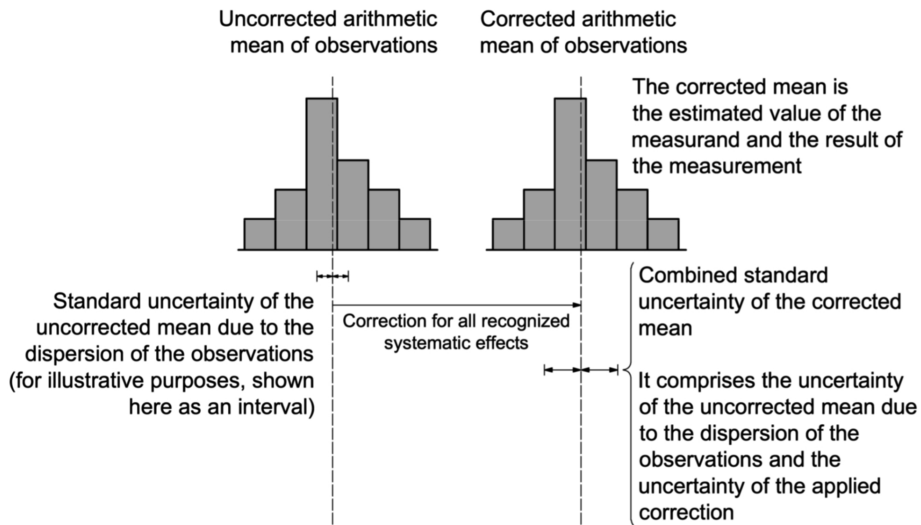 Uncorrected arithmetic
mean of observations
Corrected arithmetic
mean of observations
The corrected mean is
the estimated value of the
measurand and the result of
the measurement
Standard uncertainty of the
uncorrected mean due to the
dispersion of the observations
(for illustrative purposes, shown
here as an interval)
Correction for all recognized
systematic effects
Combined standard
uncertainty of the corrected
mean
It comprises the uncertainty
of the uncorrected mean due
to the dispersion of the
observations and the
uncertainty of the applied
correction